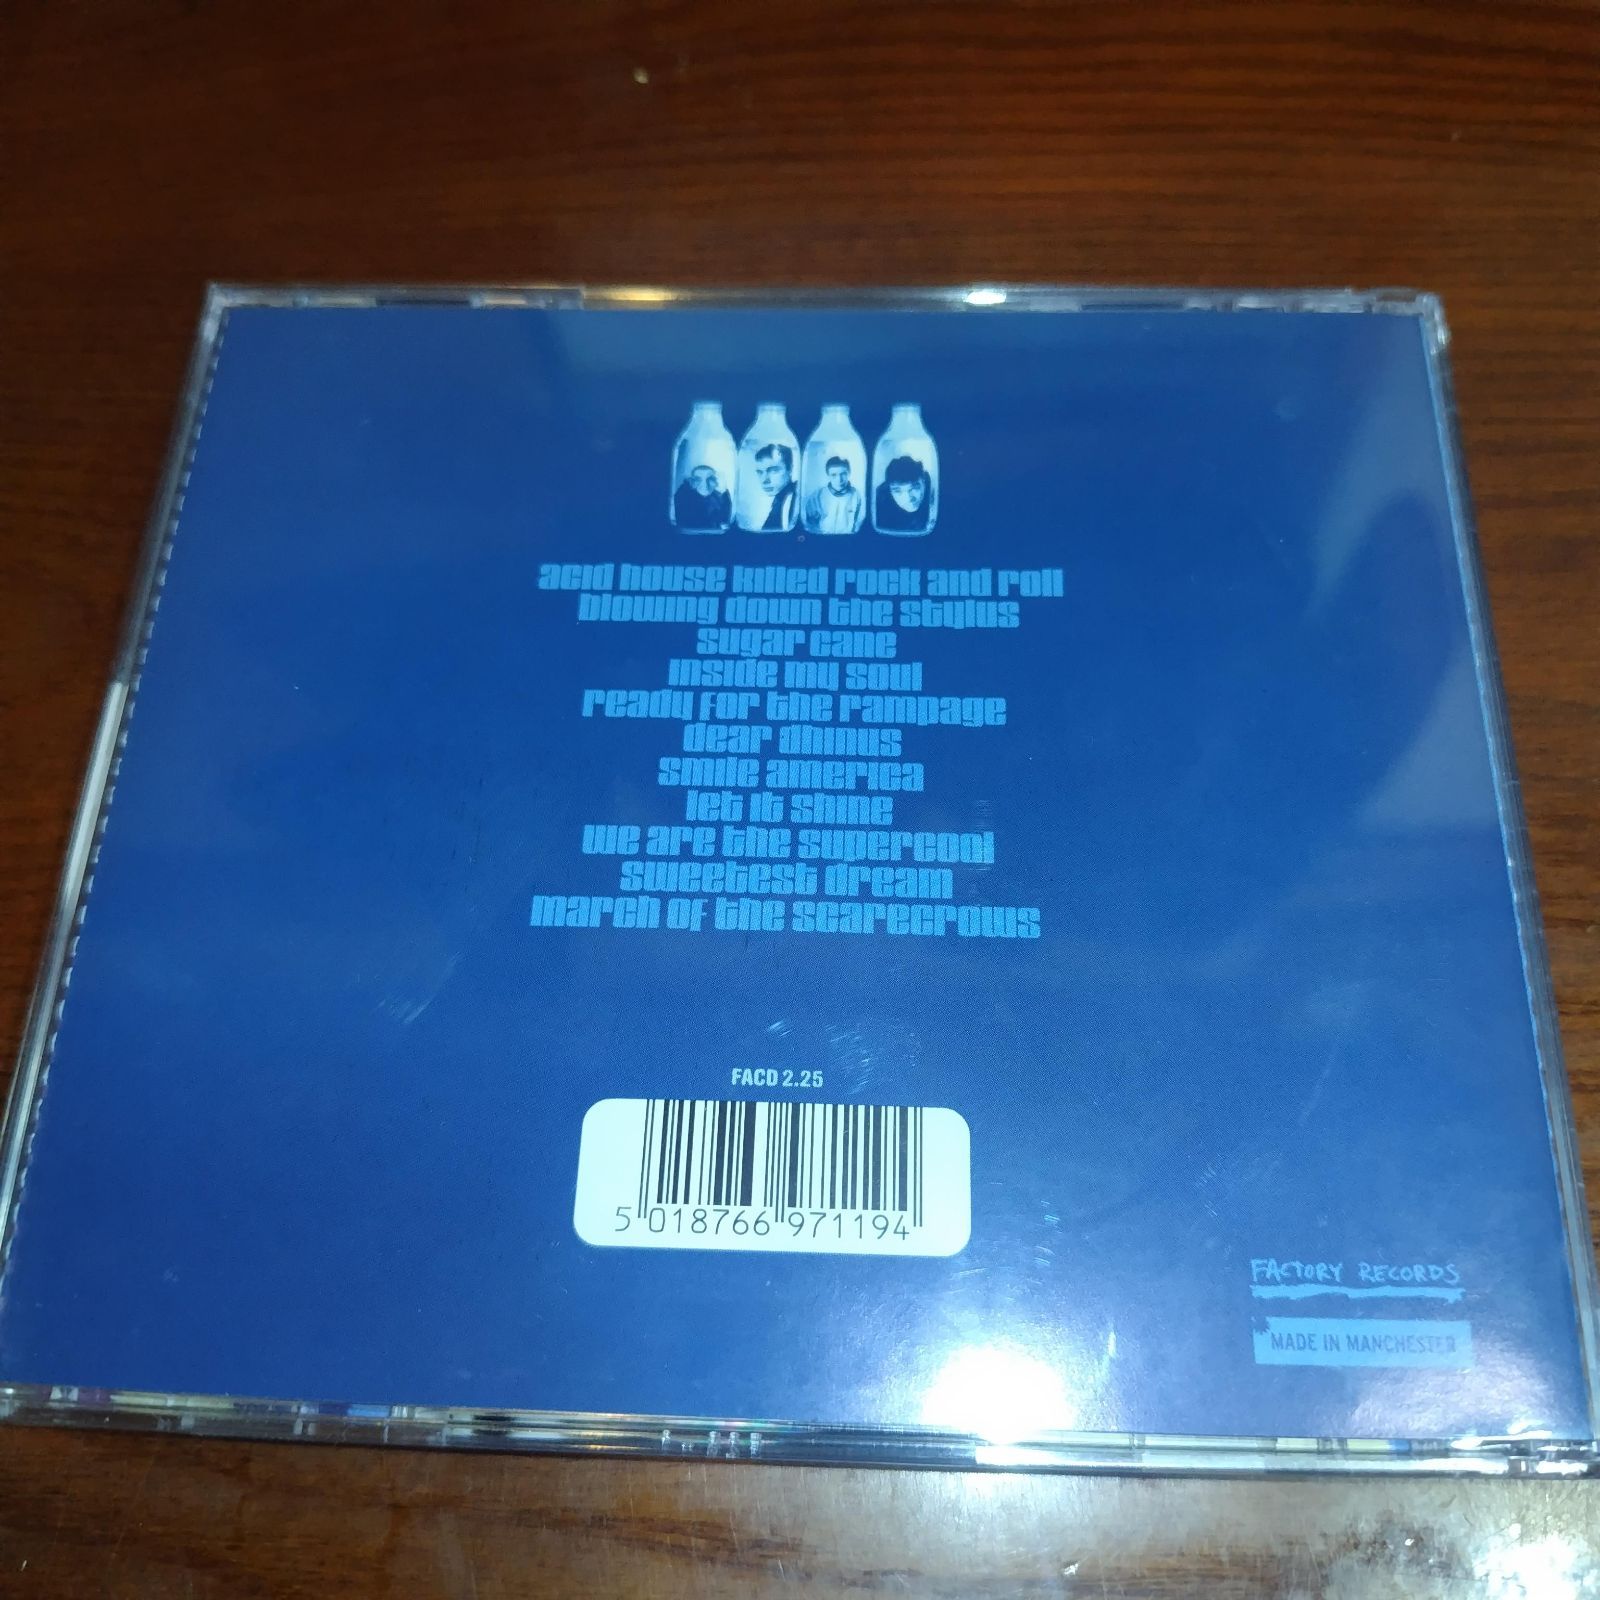 acid house killed rock and roll
blowing down the stylus
sugar cane
inside my soul
ready for the rampage
dear dhinus
smile america
let it shine
we are the supercool
sweetest dream
march of the scarecrows
FACD 2.25
5 018766 971194
FACTORY RECORDS
MADE IN MANCHESTER